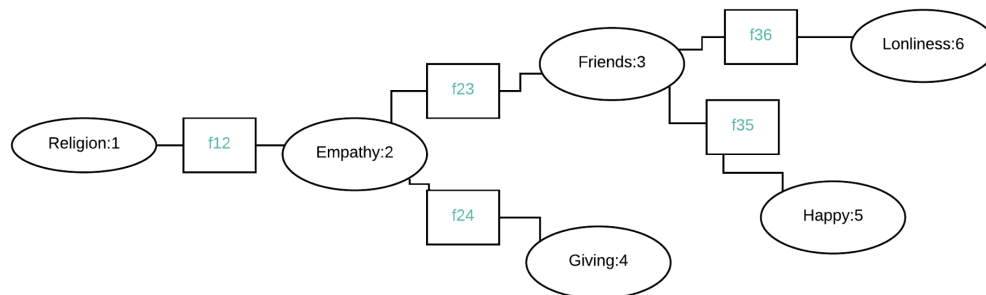 Religion:1
f12
Empathy:2
f23
f24
Friends:3
Giving:4
f36
f35
Lonliness:6
Happy:5